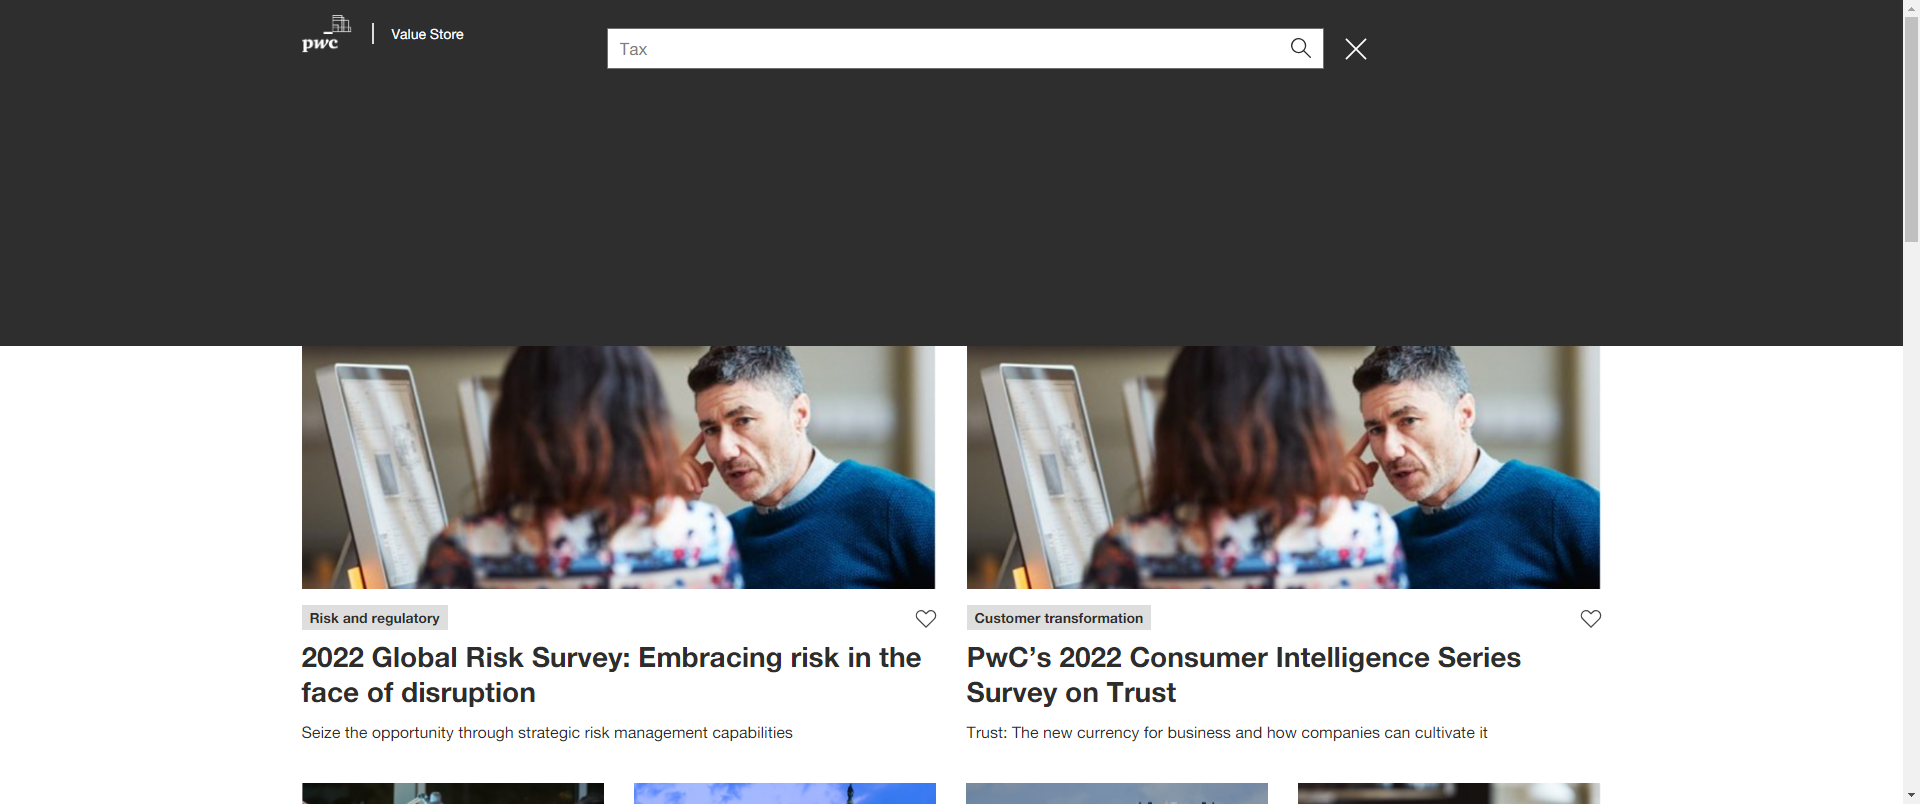 pwc
Value Store
Tax
Risk and regulatory
2022 Global Risk Survey: Embracing risk in the
face of disruption
Seize the opportunity through strategic risk management capabilities
Customer transformation
PwC’s 2022 Consumer Intelligence Series
Survey on Trust
Trust: The new currency for business and how companies can cultivate it